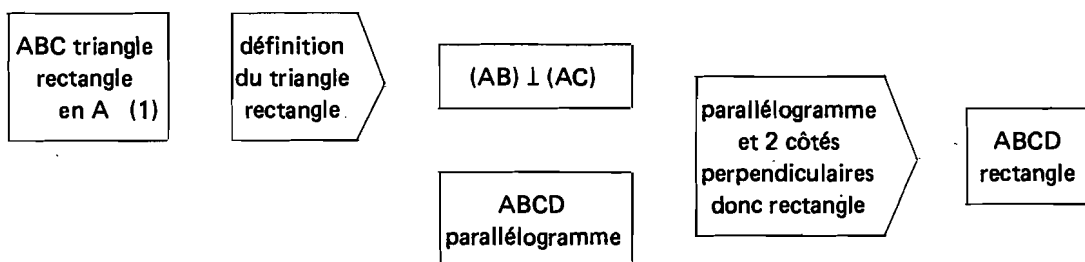 ABC triangle
rectangle
en A (1)
définition
du triangle
rectangle
(AB) ⊥ (AC)
ABCD
parallélogramme
parallélogramme
et 2 côtés
perpendiculaires
donc rectangle
ABCD
rectangle